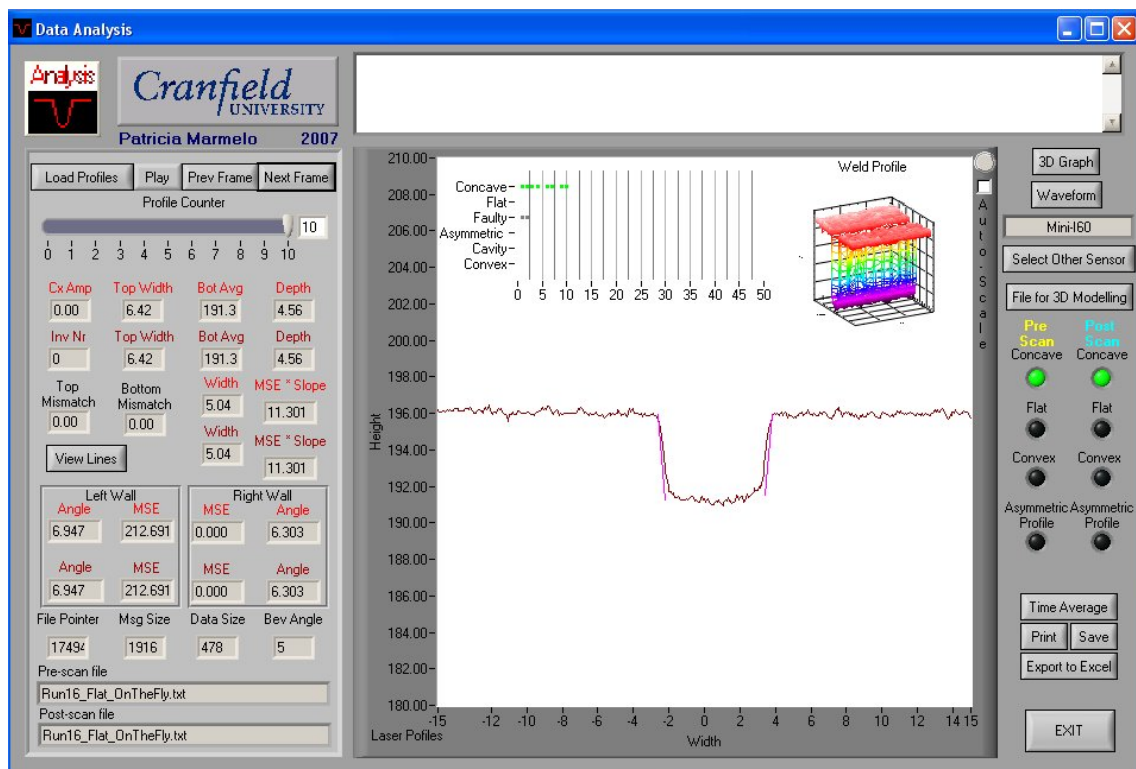 Data Analysis
Analysis
Cranfield
UNIVERSITY
Patricia Marmelo 2007
Load Profiles Play Prev Frame Next Frame
Profile Counter
10
0 1 2 3 4 5 6 7 8 9 10
Cx Amp Top Width Bot Avg Depth
0.00 6.42 191.3 4.56
Inv Nr Top Width Bot Avg Depth
0 6.42 191.3 4.56
Top Mismatch Bottom Mismatch Width MSE * Slope
0.00 0.00 5.04 11.301
Width MSE * Slope
5.04 11.301
View Lines
Left Wall Right Wall
Angle MSE MSE Angle
6.947 212.691 0.000 6.303
Angle MSE MSE Angle
6.947 212.691 0.000 6.303
File Pointer Msg Size Data Size Bev Angle
1749 1916 478 5
Pre-scan file
Run16_Flat_OnTheFly.txt
Post-scan file
Run16_Flat_OnTheFly.txt
210.00
208.00
206.00
204.00
202.00
200.00
198.00
196.00
194.00
192.00
190.00
188.00
186.00
184.00
182.00
180.00
Height
-15 -12 -10 -8 -6 -4 -2 0 2 4 6 8 10 12 14 15
Width
Laser Pofiles
Concave
Flat
Faulty
Asymmetric
Cavity
Convex
0 5 10 15 20 25 30 35 40 45 50
Weld Profile
Auto-Scale
3D Graph
Waveform
Mini-I60
Select Other Sensor
File for 3D Modelling
Pre Scan Post Scan
Concave Concave
Flat Flat
Convex Convex
Asymmetric Profile Asymmetric Profile
Time Average
Print Save
Export to Excel
EXIT